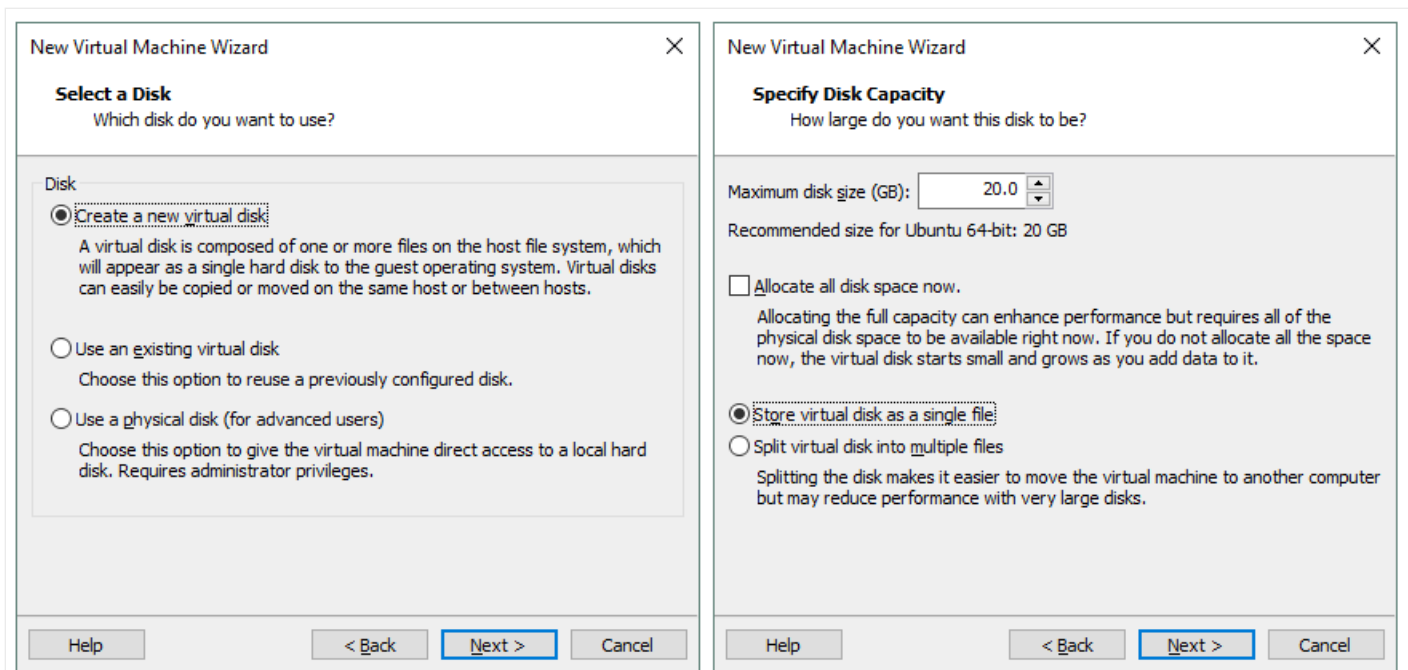 New Virtual Machine Wizard
Select a Disk
Which disk do you want to use?
Disk
Create a new virtual disk
A virtual disk is composed of one or more files on the host file system, which
will appear as a single hard disk to the guest operating system. Virtual disks
can easily be copied or moved on the same host or between hosts.
Use an existing virtual disk
Choose this option to reuse a previously configured disk.
Use a physical disk (for advanced users)
Choose this option to give the virtual machine direct access to a local hard
disk. Requires administrator privileges.
Help
< Back
Next >
Cancel
New Virtual Machine Wizard
Specify Disk Capacity
How large do you want this disk to be?
Maximum disk size (GB): 20.0
Recommended size for Ubuntu 64-bit: 20 GB
Allocate all disk space now.
Allocating the full capacity can enhance performance but requires all of the
physical disk space to be available right now. If you do not allocate all the space
now, the virtual disk starts small and grows as you add data to it.
Store virtual disk as a single file
Split virtual disk into multiple files
Splitting the disk makes it easier to move the virtual machine to another computer
but may reduce performance with very large disks.
Help
< Back
Next >
Cancel